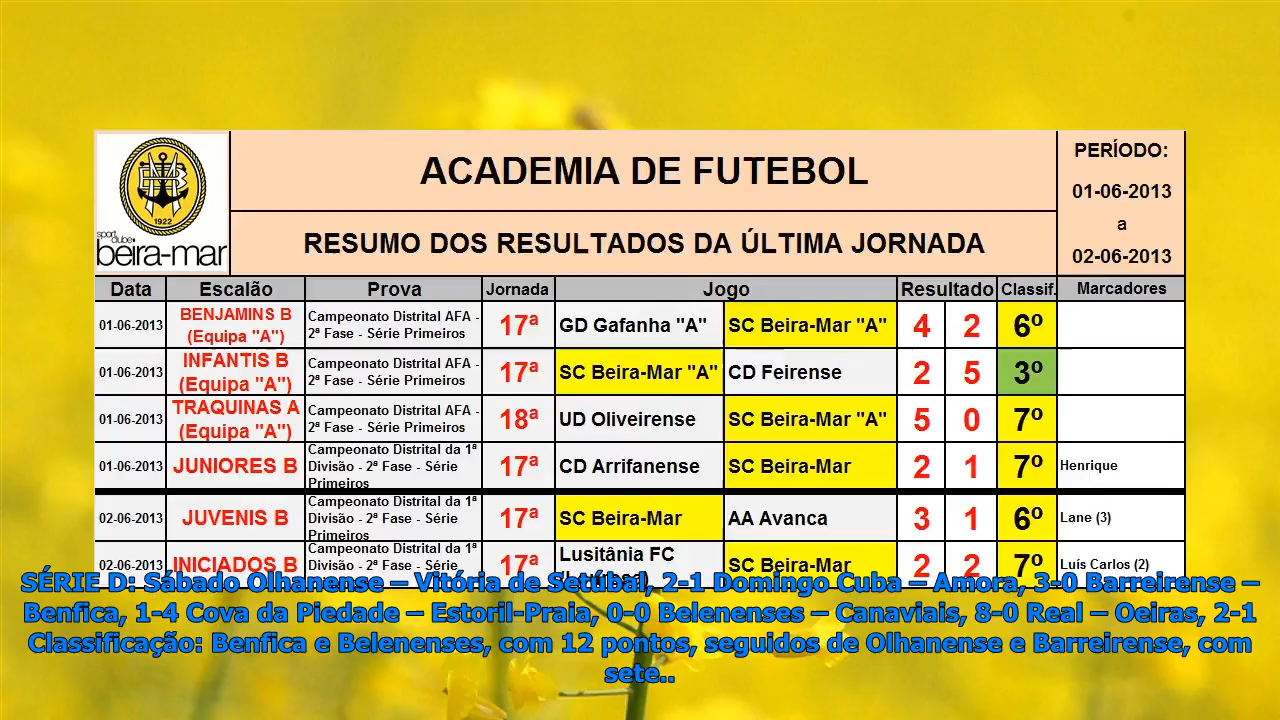 ACADEMIA DE FUTEBOL
RESUMO DOS RESULTADOS DA ÚLTIMA JORNADA
PERÍODO:
01-06-2013
a
02-06-2013
1922
sport
clube
beira-mar
Data Escalão Prova Jornada Jogo Resultado Classif. Marcadores
01-06-2013 BENJAMINS B (Equipa "A") Campeonato Distrital AFA - 2ª Fase - Série Primeiros 17ª GD Gafanha "A" SC Beira-Mar "A" 4 2 6º
01-06-2013 INFANTIS B (Equipa "A") Campeonato Distrital AFA - 2ª Fase - Série Primeiros 17ª SC Beira-Mar "A" CD Feirense 2 5 3º
01-06-2013 TRAQUINAS A (Equipa "A") Campeonato Distrital AFA - 2ª Fase - Série Primeiros 18ª UD Oliveirense SC Beira-Mar "A" 5 0 7º
01-06-2013 JUNIORES B Campeonato Distrital da 1ª Divisão - 2ª Fase - Série Primeiros 17ª CD Arrifanense SC Beira-Mar 2 1 7º Henrique
02-06-2013 JUVENIS B Campeonato Distrital da 1ª Divisão - 2ª Fase - Série Primeiros 17ª SC Beira-Mar AA Avanca 3 1 6º Lane (3)
02-06-2013 INICIADOS B Campeonato Distrital da 1ª Divisão - 2ª Fase - Série 17ª Lusitânia FC SC Beira-Mar 2 2 7º Luís Carlos (2)
SÉRIE D: Sábado Olhanense – Vitória de Setúbal, 2-1 Domingo Cuba – Amora, 3-0 Barreirense –
Benfica, 1-4 Cova da Piedade – Estoril-Praia, 0-0 Belenenses – Canaviais, 8-0 Real – Oeiras, 2-1
Classificação: Benfica e Belenenses, com 12 pontos, seguidos de Olhanense e Barreirense, com
sete..